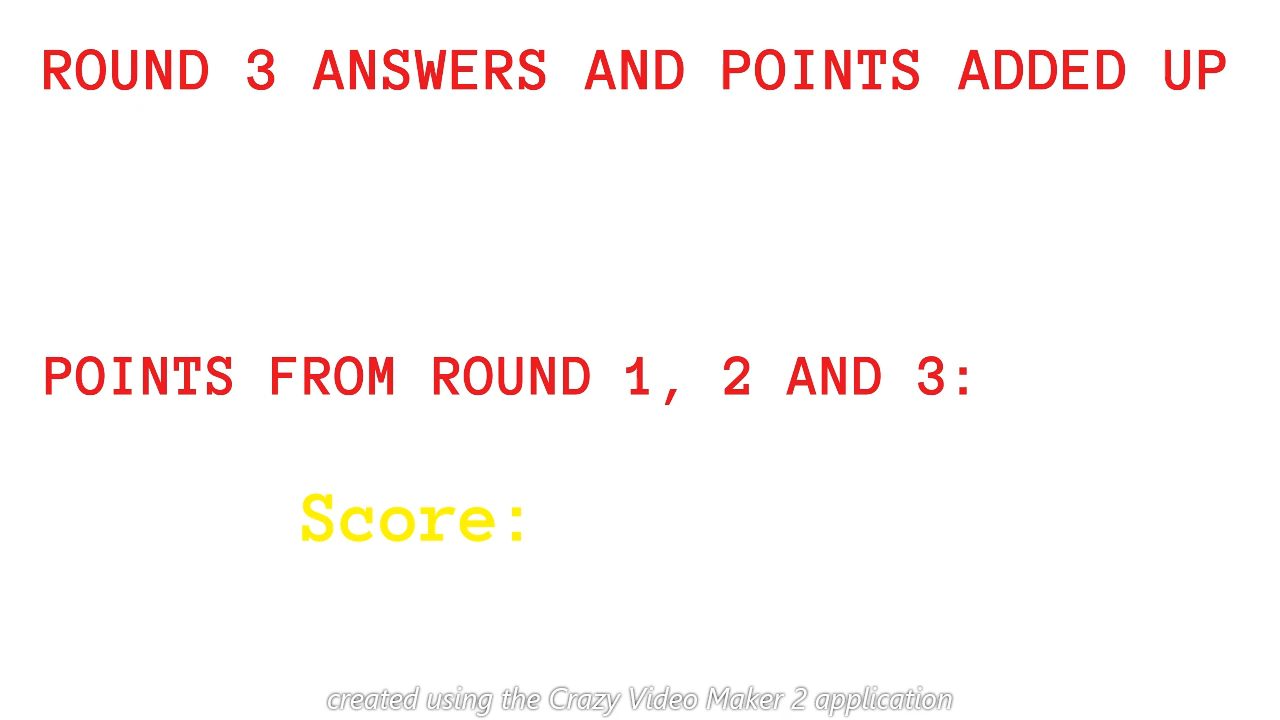 ROUND 3 ANSWERS AND POINTS ADDED UP
POINTS FROM ROUND 1, 2 AND 3:
Score:
created using the Crazy Video Maker 2 application